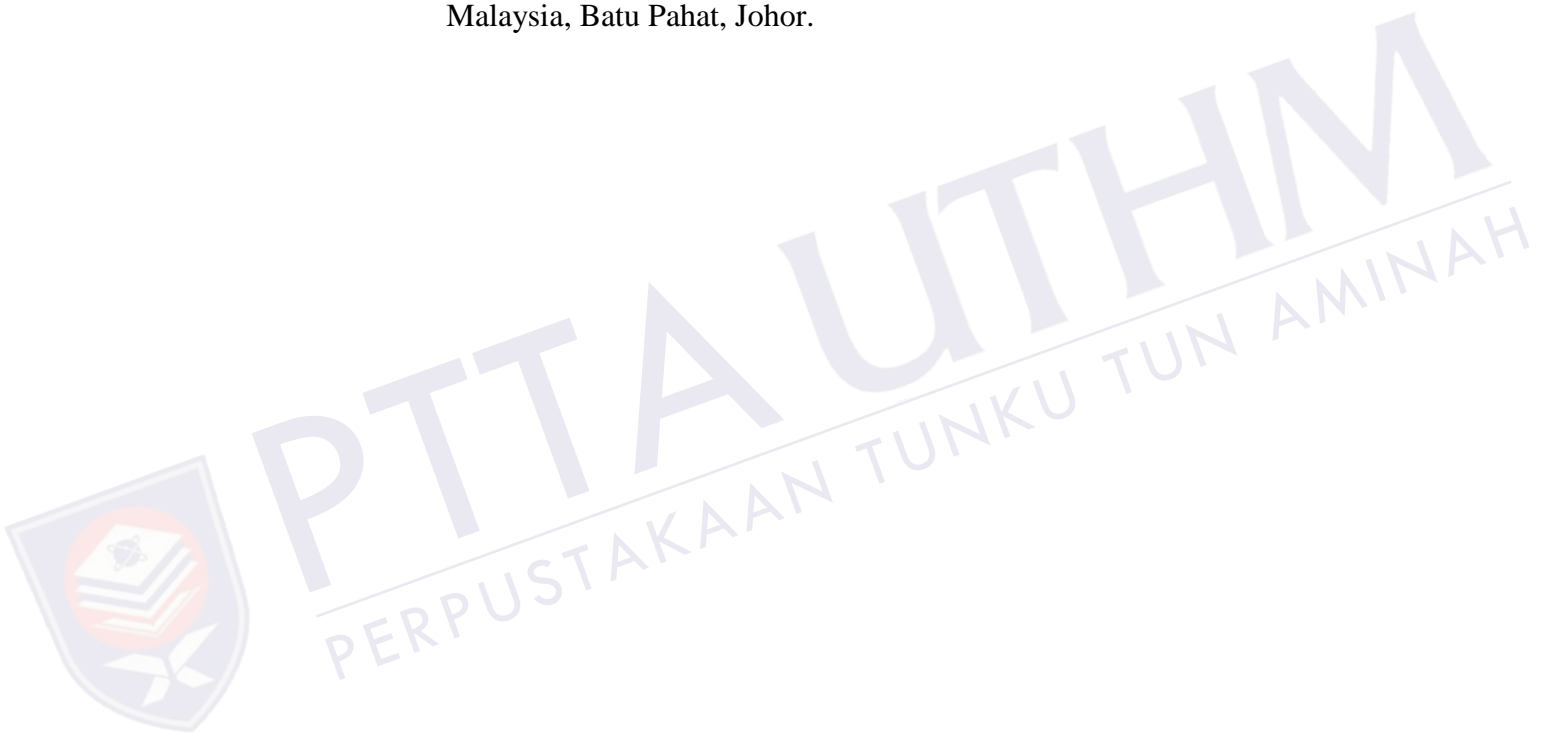 Malaysia, Batu Pahat, Johor.
PTTA UTHM
PERPUSTAKAAN TUNKU TUN AMINAH